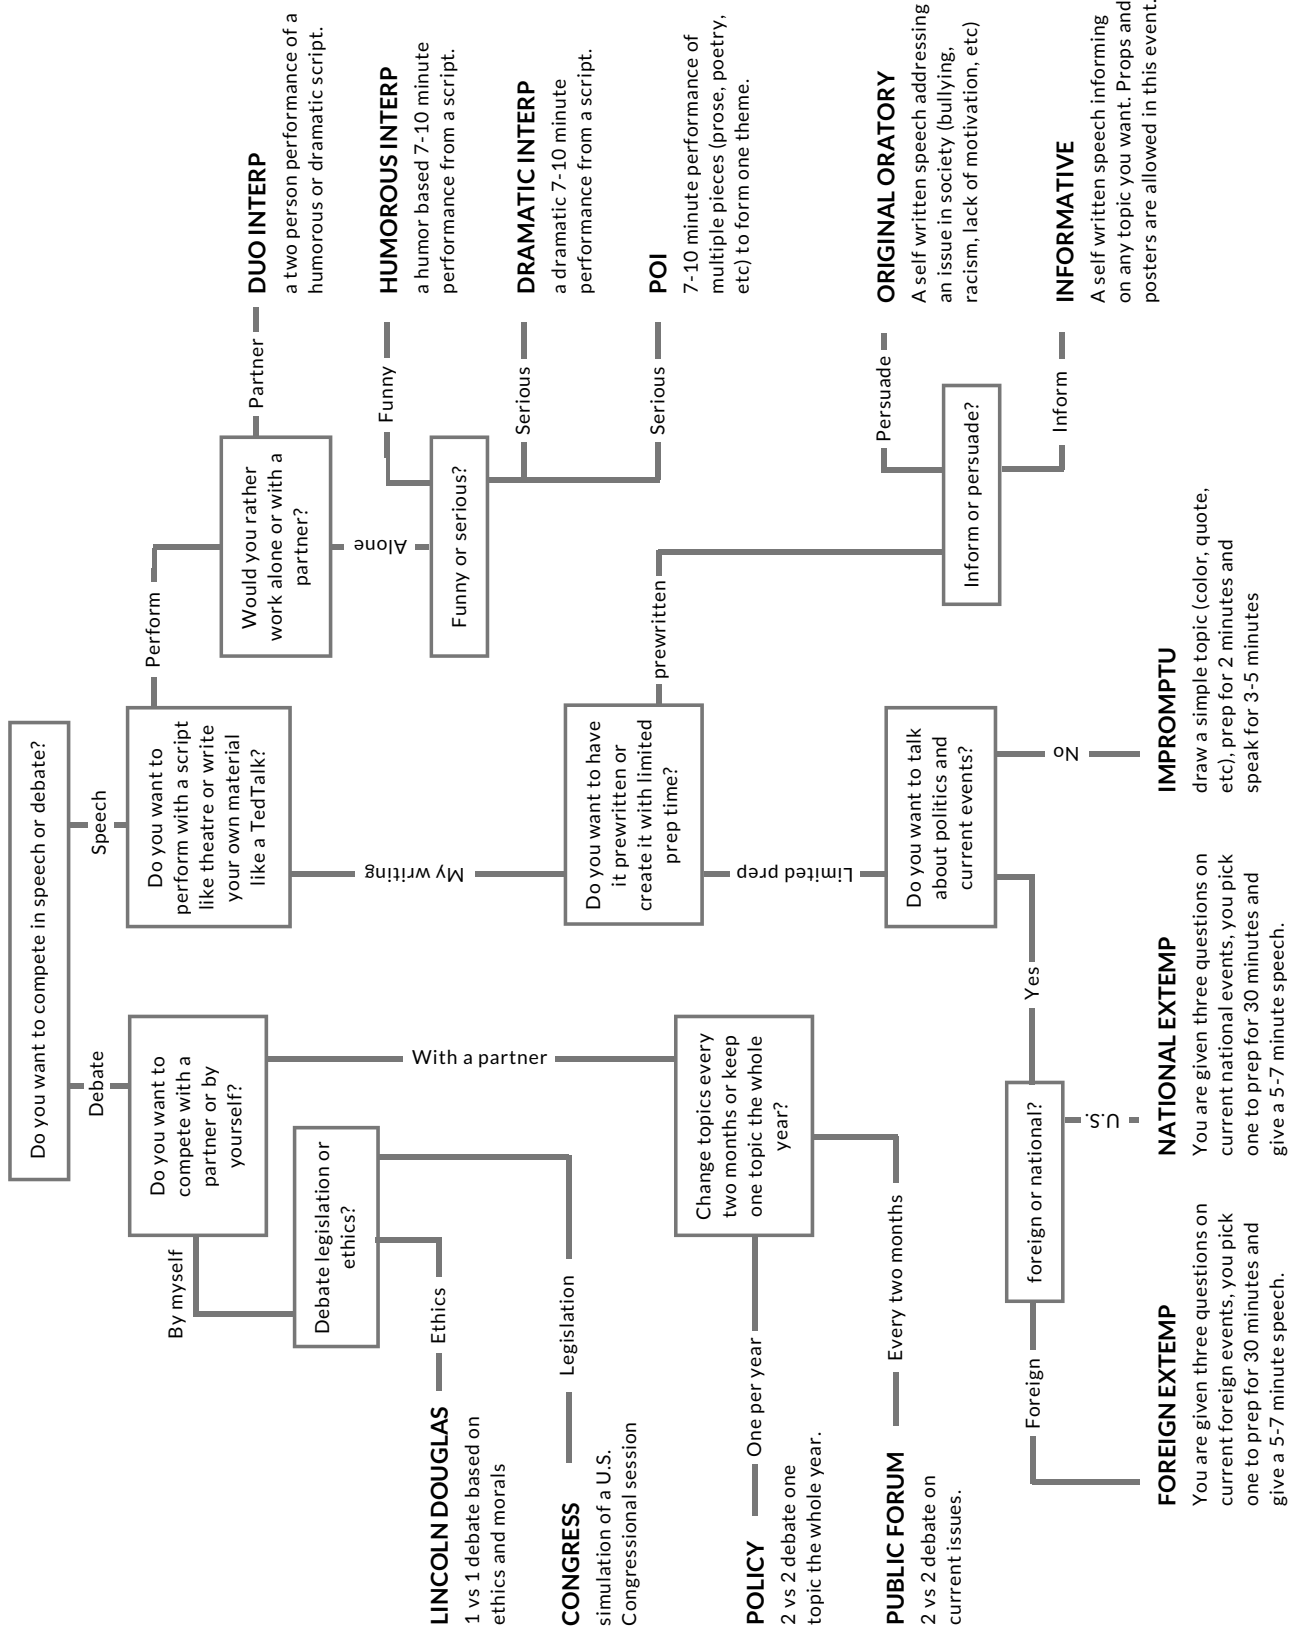 Do you want to compete in speech or debate?
Debate
Speech
Do you want to
compete with a
partner or by
yourself?
By myself
With a partner
Debate legislation or
ethics?
Ethics
Legislation
LINCOLN DOUGLAS
1 vs 1 debate based on
ethics and morals
CONGRESS
simulation of a U.S.
Congressional session
Change topics every
two months or keep
one topic the whole
year?
One per year
Every two months
POLICY
2 vs 2 debate one
topic the whole year.
PUBLIC FORUM
2 vs 2 debate on
current issues.
Do you want to
perform with a script
like theatre or write
your own material
like a TedTalk?
Perform
My writing
Would you rather
work alone or with a
partner?
Partner
Alone
DUO INTERP
a two person performance of a
humorous or dramatic script.
Funny or serious?
Funny
Serious
Serious
HUMOROUS INTERP
a humor based 7-10 minute
performance from a script.
DRAMATIC INTERP
a dramatic 7-10 minute
performance from a script.
POI
7-10 minute performance of
multiple pieces (prose, poetry,
etc) to form one theme.
Do you want to have
it prewritten or
create it with limited
prep time?
prewritten
Limited prep
Inform or persuade?
Persuade
Inform
ORIGINAL ORATORY
A self written speech addressing
an issue in society (bullying,
racism, lack of motivation, etc)
INFORMATIVE
A self written speech informing
on any topic you want. Props and
posters are allowed in this event.
Do you want to talk
about politics and
current events?
Yes
No
foreign or national?
Foreign
U.S.
FOREIGN EXTEMP
You are given three questions on
current foreign events, you pick
one to prep for 30 minutes and
give a 5-7 minute speech.
NATIONAL EXTEMP
You are given three questions on
current national events, you pick
one to prep for 30 minutes and
give a 5-7 minute speech.
IMPROMPTU
draw a simple topic (color, quote,
etc), prep for 2 minutes and
speak for 3-5 minutes